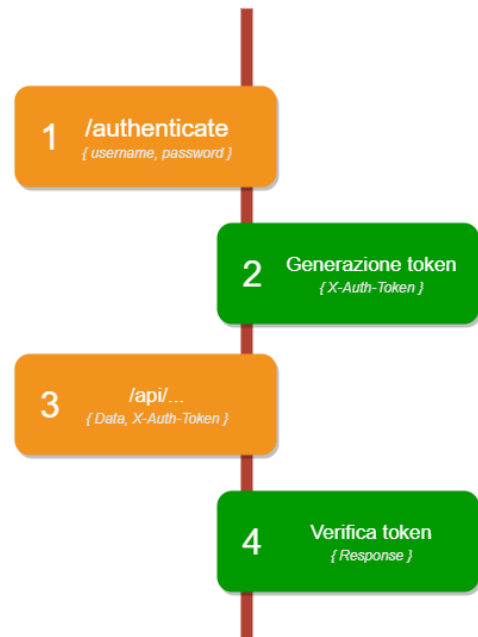 1
/authenticate
{ username, password }
2
Generazione token
{ X-Auth-Token }
3
/api/...
{ Data, X-Auth-Token }
4
Verifica token
{ Response }